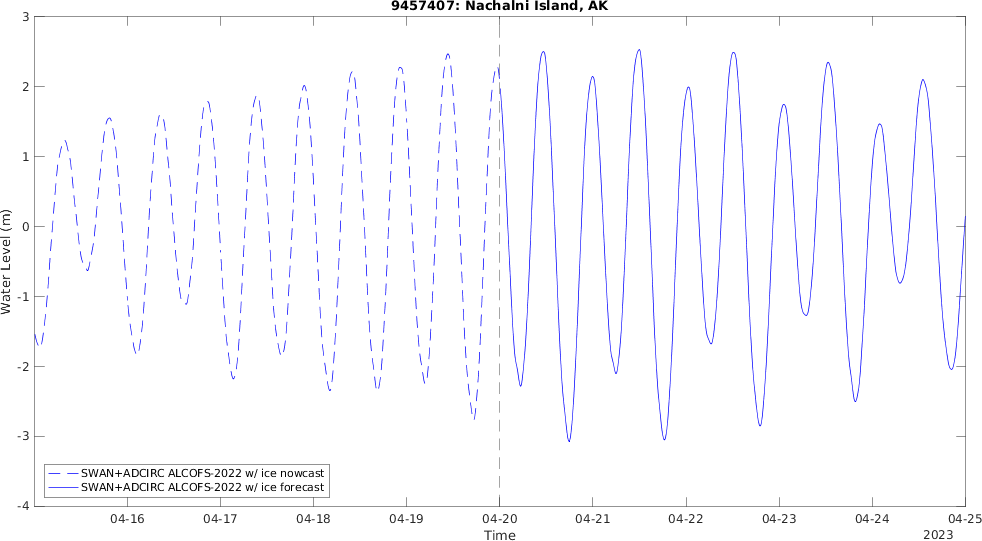 9457407: Nachalni Island, AK
3
2
1
0
-1
-2
-3
-4
Water Level (m)
SWAN+ADCIRC ALCOFS-2022 w/ ice nowcast
SWAN+ADCIRC ALCOFS-2022 w/ ice forecast
04-16 04-17 04-18 04-19 04-20 04-21 04-22 04-23 04-24 04-25
Time
2023